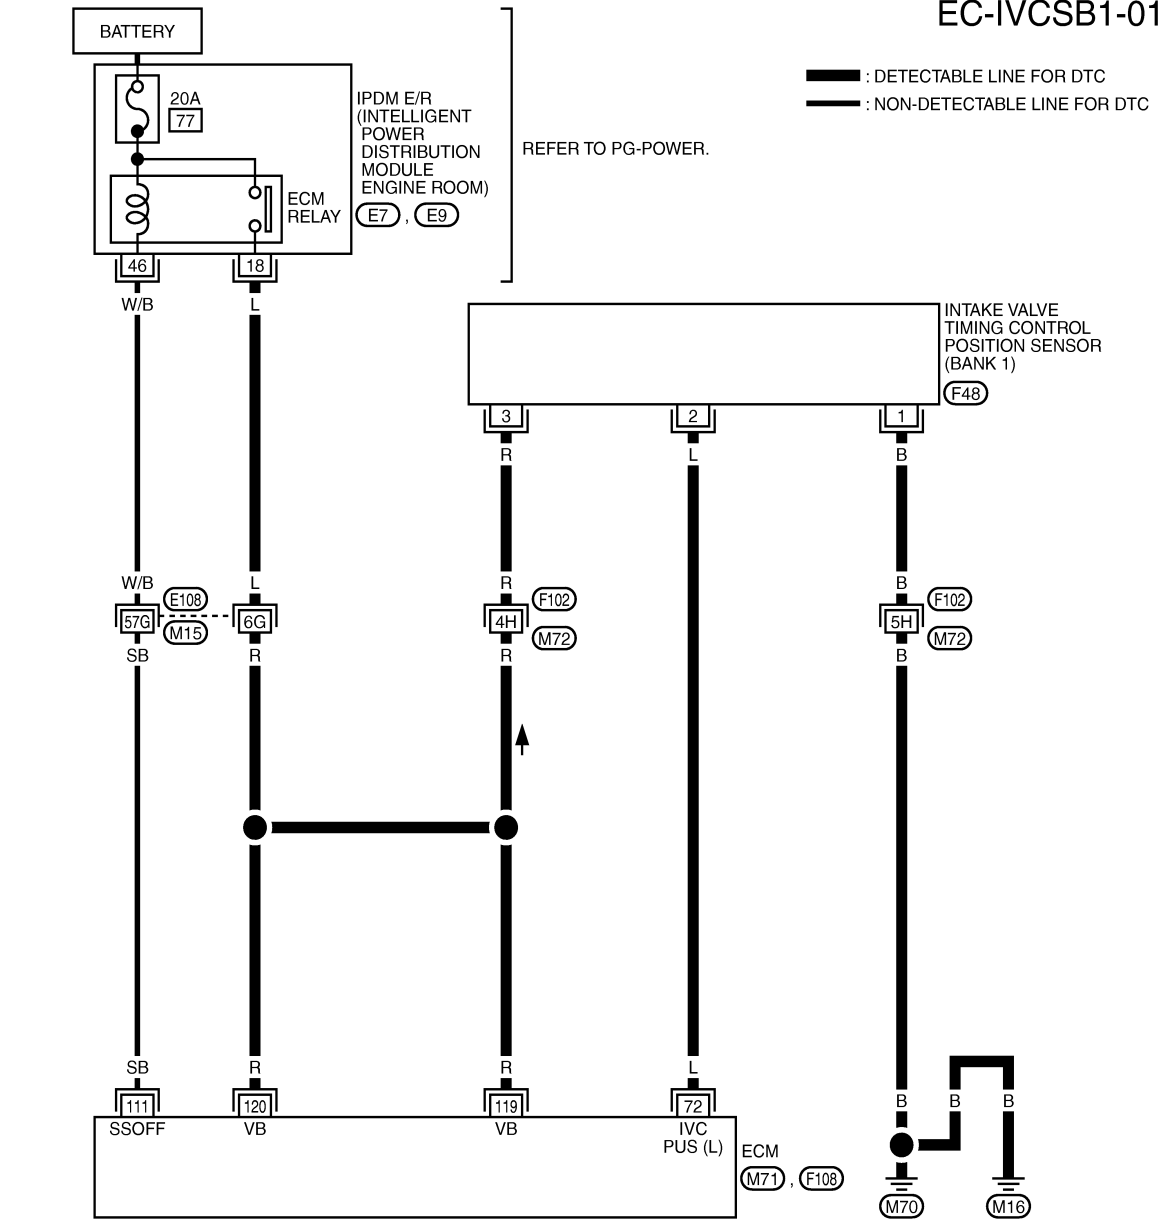 EC-IVCSB1-01
BATTERY
: DETECTABLE LINE FOR DTC
: NON-DETECTABLE LINE FOR DTC
20A
77
IPDM E/R
(INTELLIGENT
POWER
DISTRIBUTION
MODULE
ENGINE ROOM)
E7 , E9
REFER TO PG-POWER.
ECM
RELAY
46
18
W/B
L
INTAKE VALVE
TIMING CONTROL
POSITION SENSOR
(BANK 1)
F48
3
2
1
R
L
B
W/B
L
R
B
E108
M15
57G
6G
4H
F102
M72
5H
F102
M72
SB
R
R
B
SB
R
R
L
B
B
B
111
120
119
72
SSOFF
VB
VB
IVC
PUS (L)
ECM
M71 , F108
M70
M16